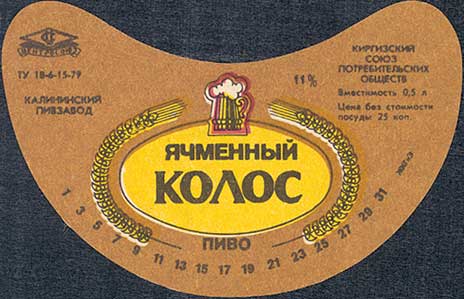 ТУ 18-6-15-79
КАЛИНИНСКИЙ
ПИВЗАВОД
11%
КИРГИЗСКИЙ
СОЮЗ
ПОТРЕБИТЕЛЬСКИХ
ОБЩЕСТВ
Вместимость 0,5 л
Цена без стоимости
посуды 25 коп.
ЯЧМЕННЫЙ
КОЛОС
ПИВО
1 3 5 7 9 11 13 15 17 19 21 23 25 27 29 31